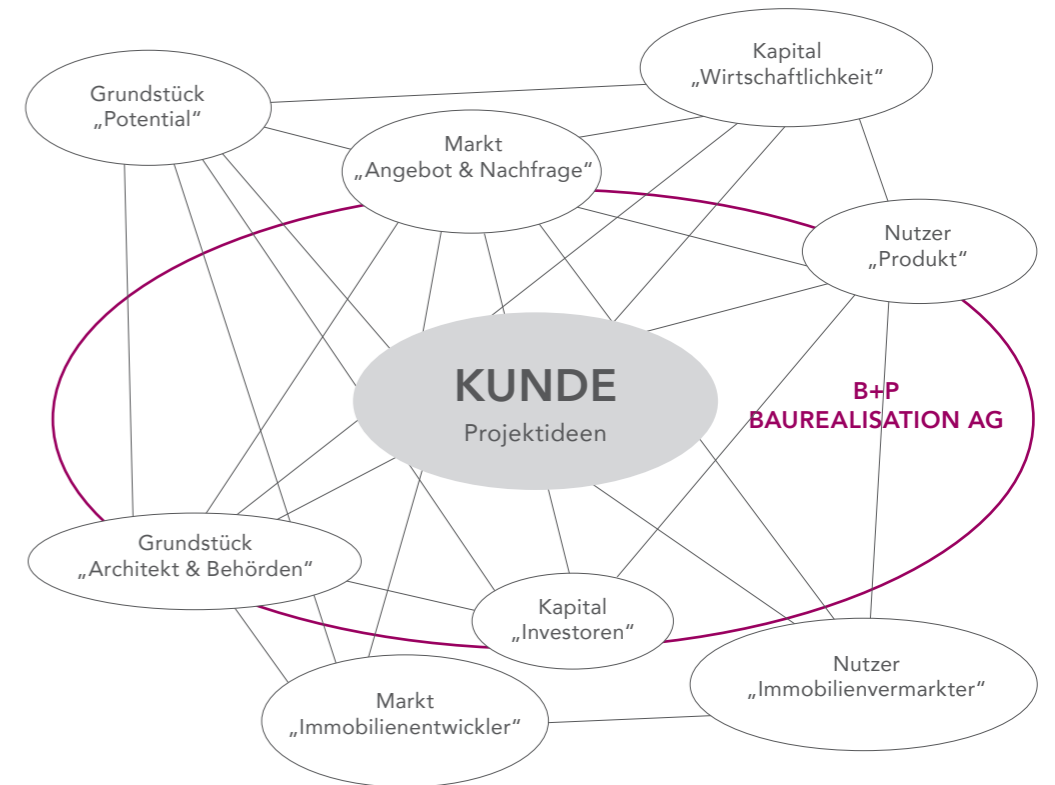 Kapital
„Wirtschaftlichkeit“
Grundstück
„Potential“
Markt
„Angebot & Nachfrage“
Nutzer
„Produkt“
KUNDE
Projektideen
B+P
BAUREALISATION AG
Grundstück
„Architekt & Behörden“
Kapital
„Investoren“
Nutzer
„Immobilienvermarkter“
Markt
„Immobilienentwickler“